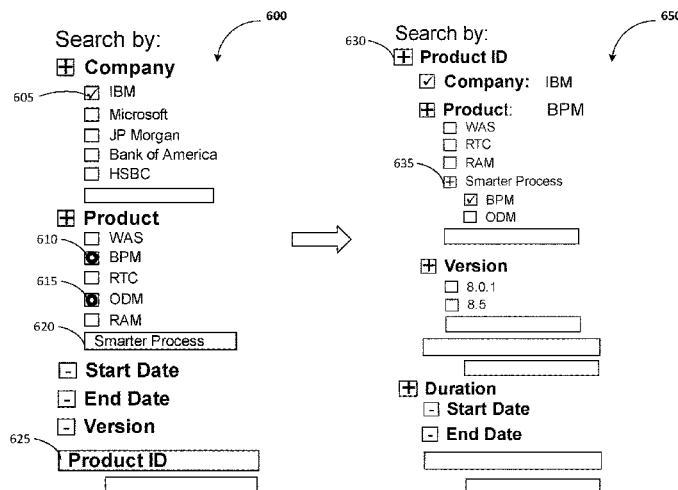 600
Search by:
Company
605
IBM
Microsoft
JP Morgan
Bank of America
HSBC
Product
WAS
610
BPM
RTC
615
ODM
RAM
620
Smarter Process
Start Date
End Date
Version
625
Product ID
650
Search by:
630
Product ID
Company: IBM
Product: BPM
WAS
RTC
RAM
635
Smarter Process
BPM
ODM
Version
8.0.1
8.5
Duration
Start Date
End Date